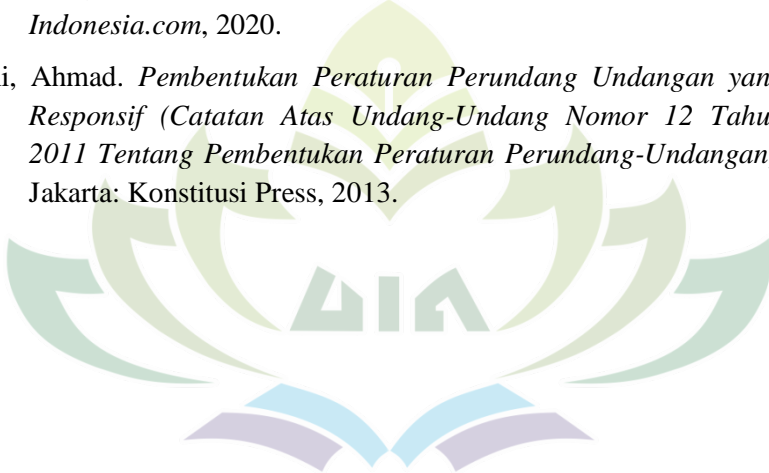 Indonesia.com, 2020.
i, Ahmad. Pembentukan Peraturan Perundang Undangan yan
Responsif (Catatan Atas Undang-Undang Nomor 12 Tahu
2011 Tentang Pembentukan Peraturan Perundang-Undangan
Jakarta: Konstitusi Press, 2013.
UIN